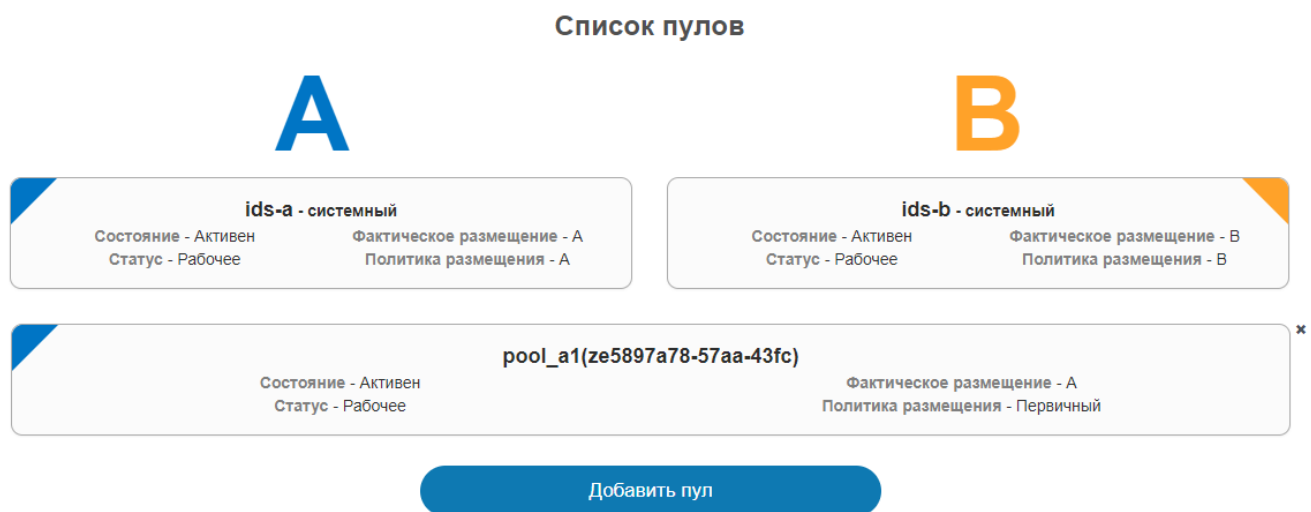 Список пулов
A
B
ids-a - системный
Состояние - Активен
Фактическое размещение - A
Статус - Рабочее
Политика размещения - A
ids-b - системный
Состояние - Активен
Фактическое размещение - B
Статус - Рабочее
Политика размещения - B
pool_a1(ze5897a78-57aa-43fc)
Состояние - Активен
Фактическое размещение - A
Статус - Рабочее
Политика размещения - Первичный
Добавить пул